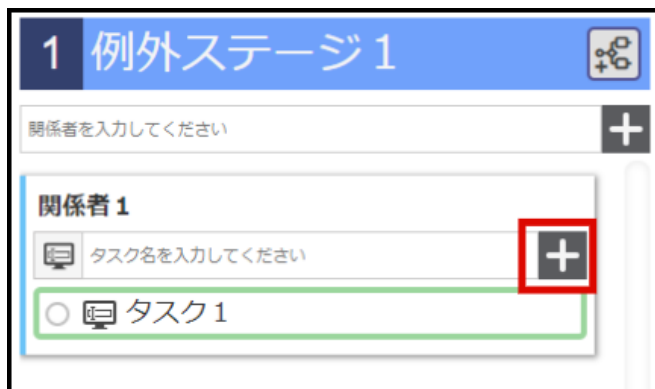 1 例外ステージ1
関係者を入力してください
関係者1
タスク名を入力してください
タスク1